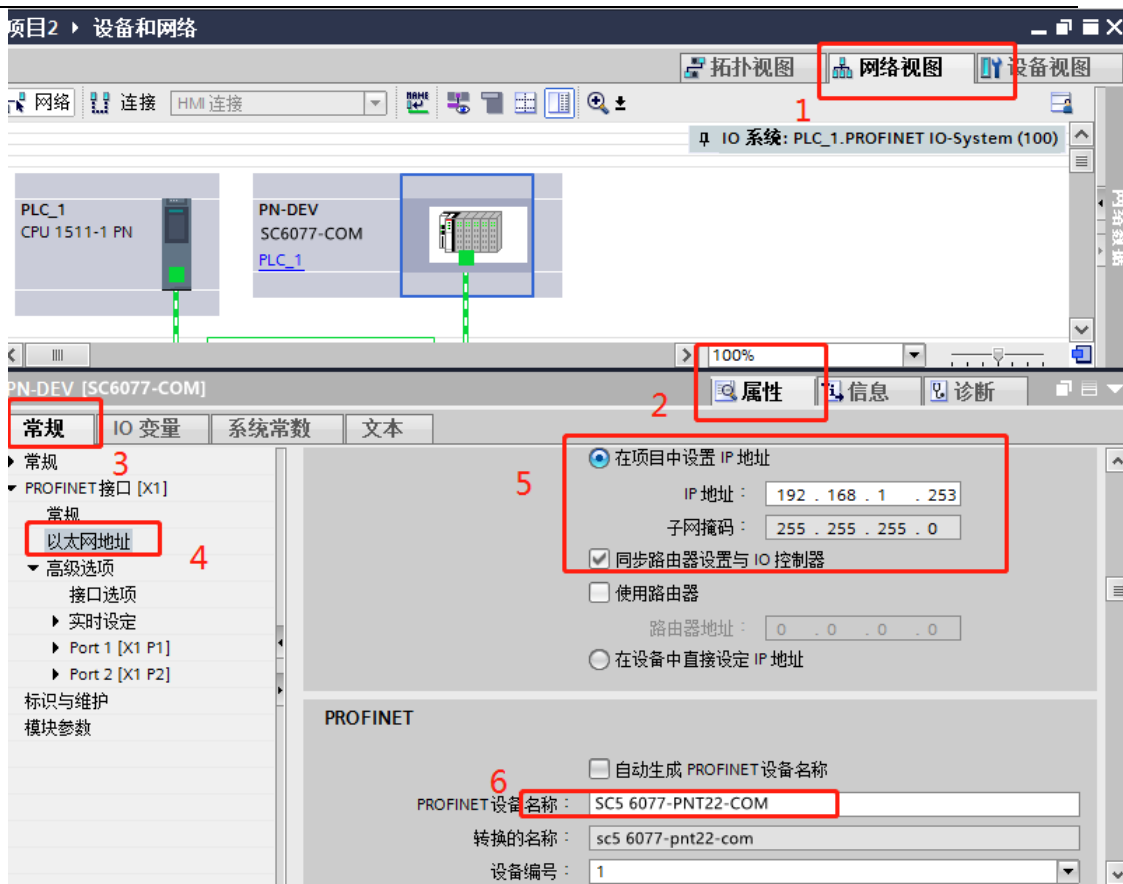 项目2 ▸ 设备和网络
拓扑视图 网络视图 设备视图
网络 连接 HMI 连接
1
IO 系统: PLC_1.PROFINET IO-System (100)
PLC_1
CPU 1511-1 PN
PN-DEV
SC6077-COM
PLC_1
网络数据
100%
PN-DEV [SC6077-COM]
2
属性 信息 诊断
常规 IO 变量 系统常数 文本
3
常规
PROFINET接口 [X1]
常规
以太网地址
4
高级选项
接口选项
实时设定
Port 1 [X1 P1]
Port 2 [X1 P2]
标识与维护
模块参数
5
在项目中设置 IP 地址
IP 地址: 192 . 168 . 1 . 253
子网掩码: 255 . 255 . 255 . 0
同步路由器设置与 IO 控制器
使用路由器
路由器地址: 0 . 0 . 0 . 0
在设备中直接设定 IP 地址
PROFINET
自动生成 PROFINET设备名称
6
PROFINET设备名称: SC5 6077-PNT22-COM
转换的名称: sc5 6077-pnt22-com
设备编号: 1